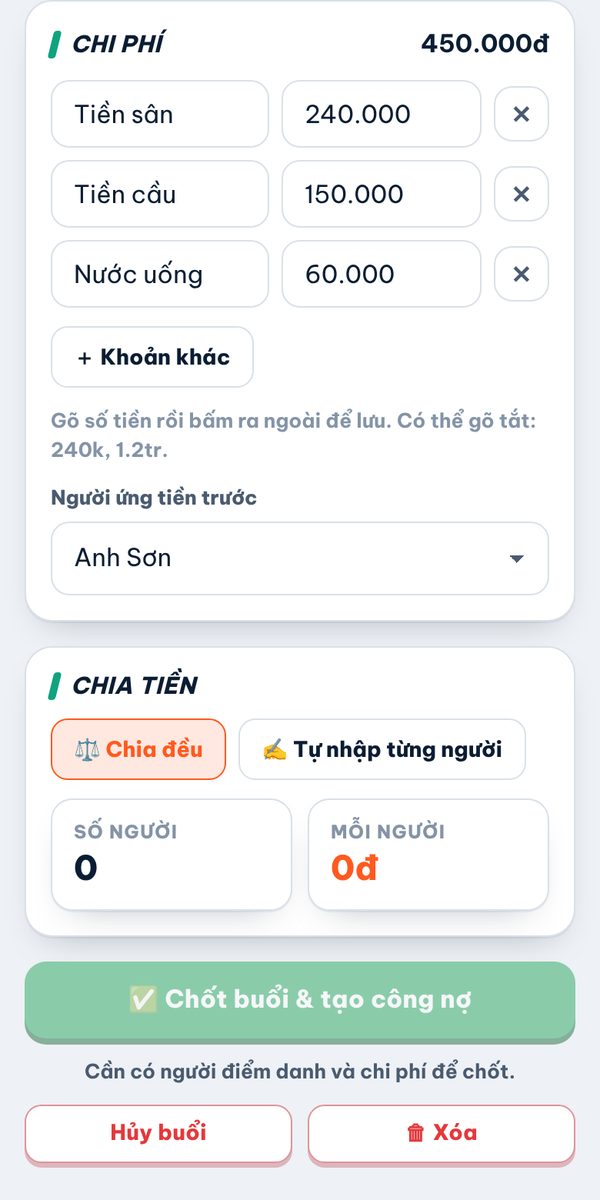 CHI PHÍ 450.000đ
Tiền sân 240.000 ✕
Tiền cầu 150.000 ✕
Nước uống 60.000 ✕
+ Khoản khác
Gõ số tiền rồi bấm ra ngoài để lưu. Có thể gõ tắt:
240k, 1.2tr.
Người ứng tiền trước
Anh Sơn
CHIA TIỀN
⚖️ Chia đều ✍️ Tự nhập từng người
SỐ NGƯỜI MỖI NGƯỜI
0 0đ
✅ Chốt buổi & tạo công nợ
Cần có người điểm danh và chi phí để chốt.
Hủy buổi 🗑 Xóa